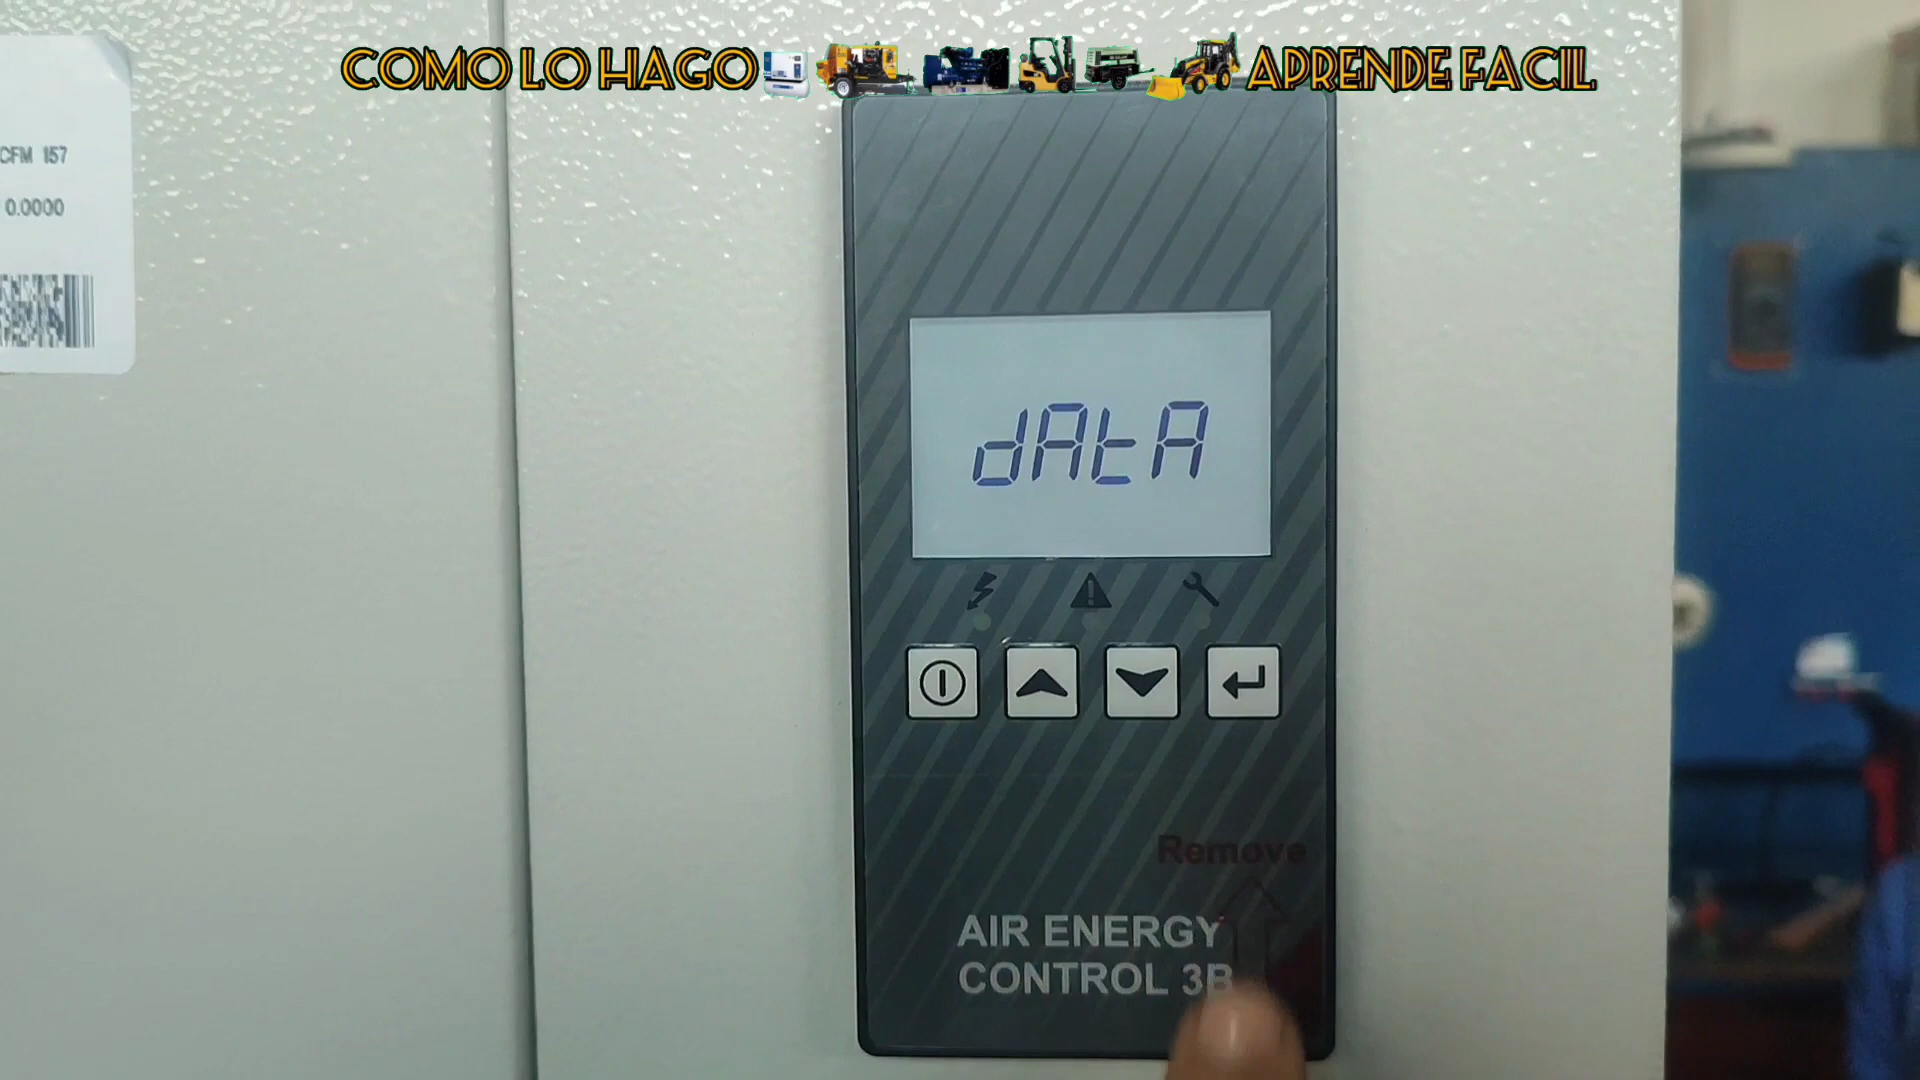 COMO LO HAGO APRENDE FACIL
CFM 157
0.0000
dAtA
Remove
AIR ENERGY
CONTROL 3B